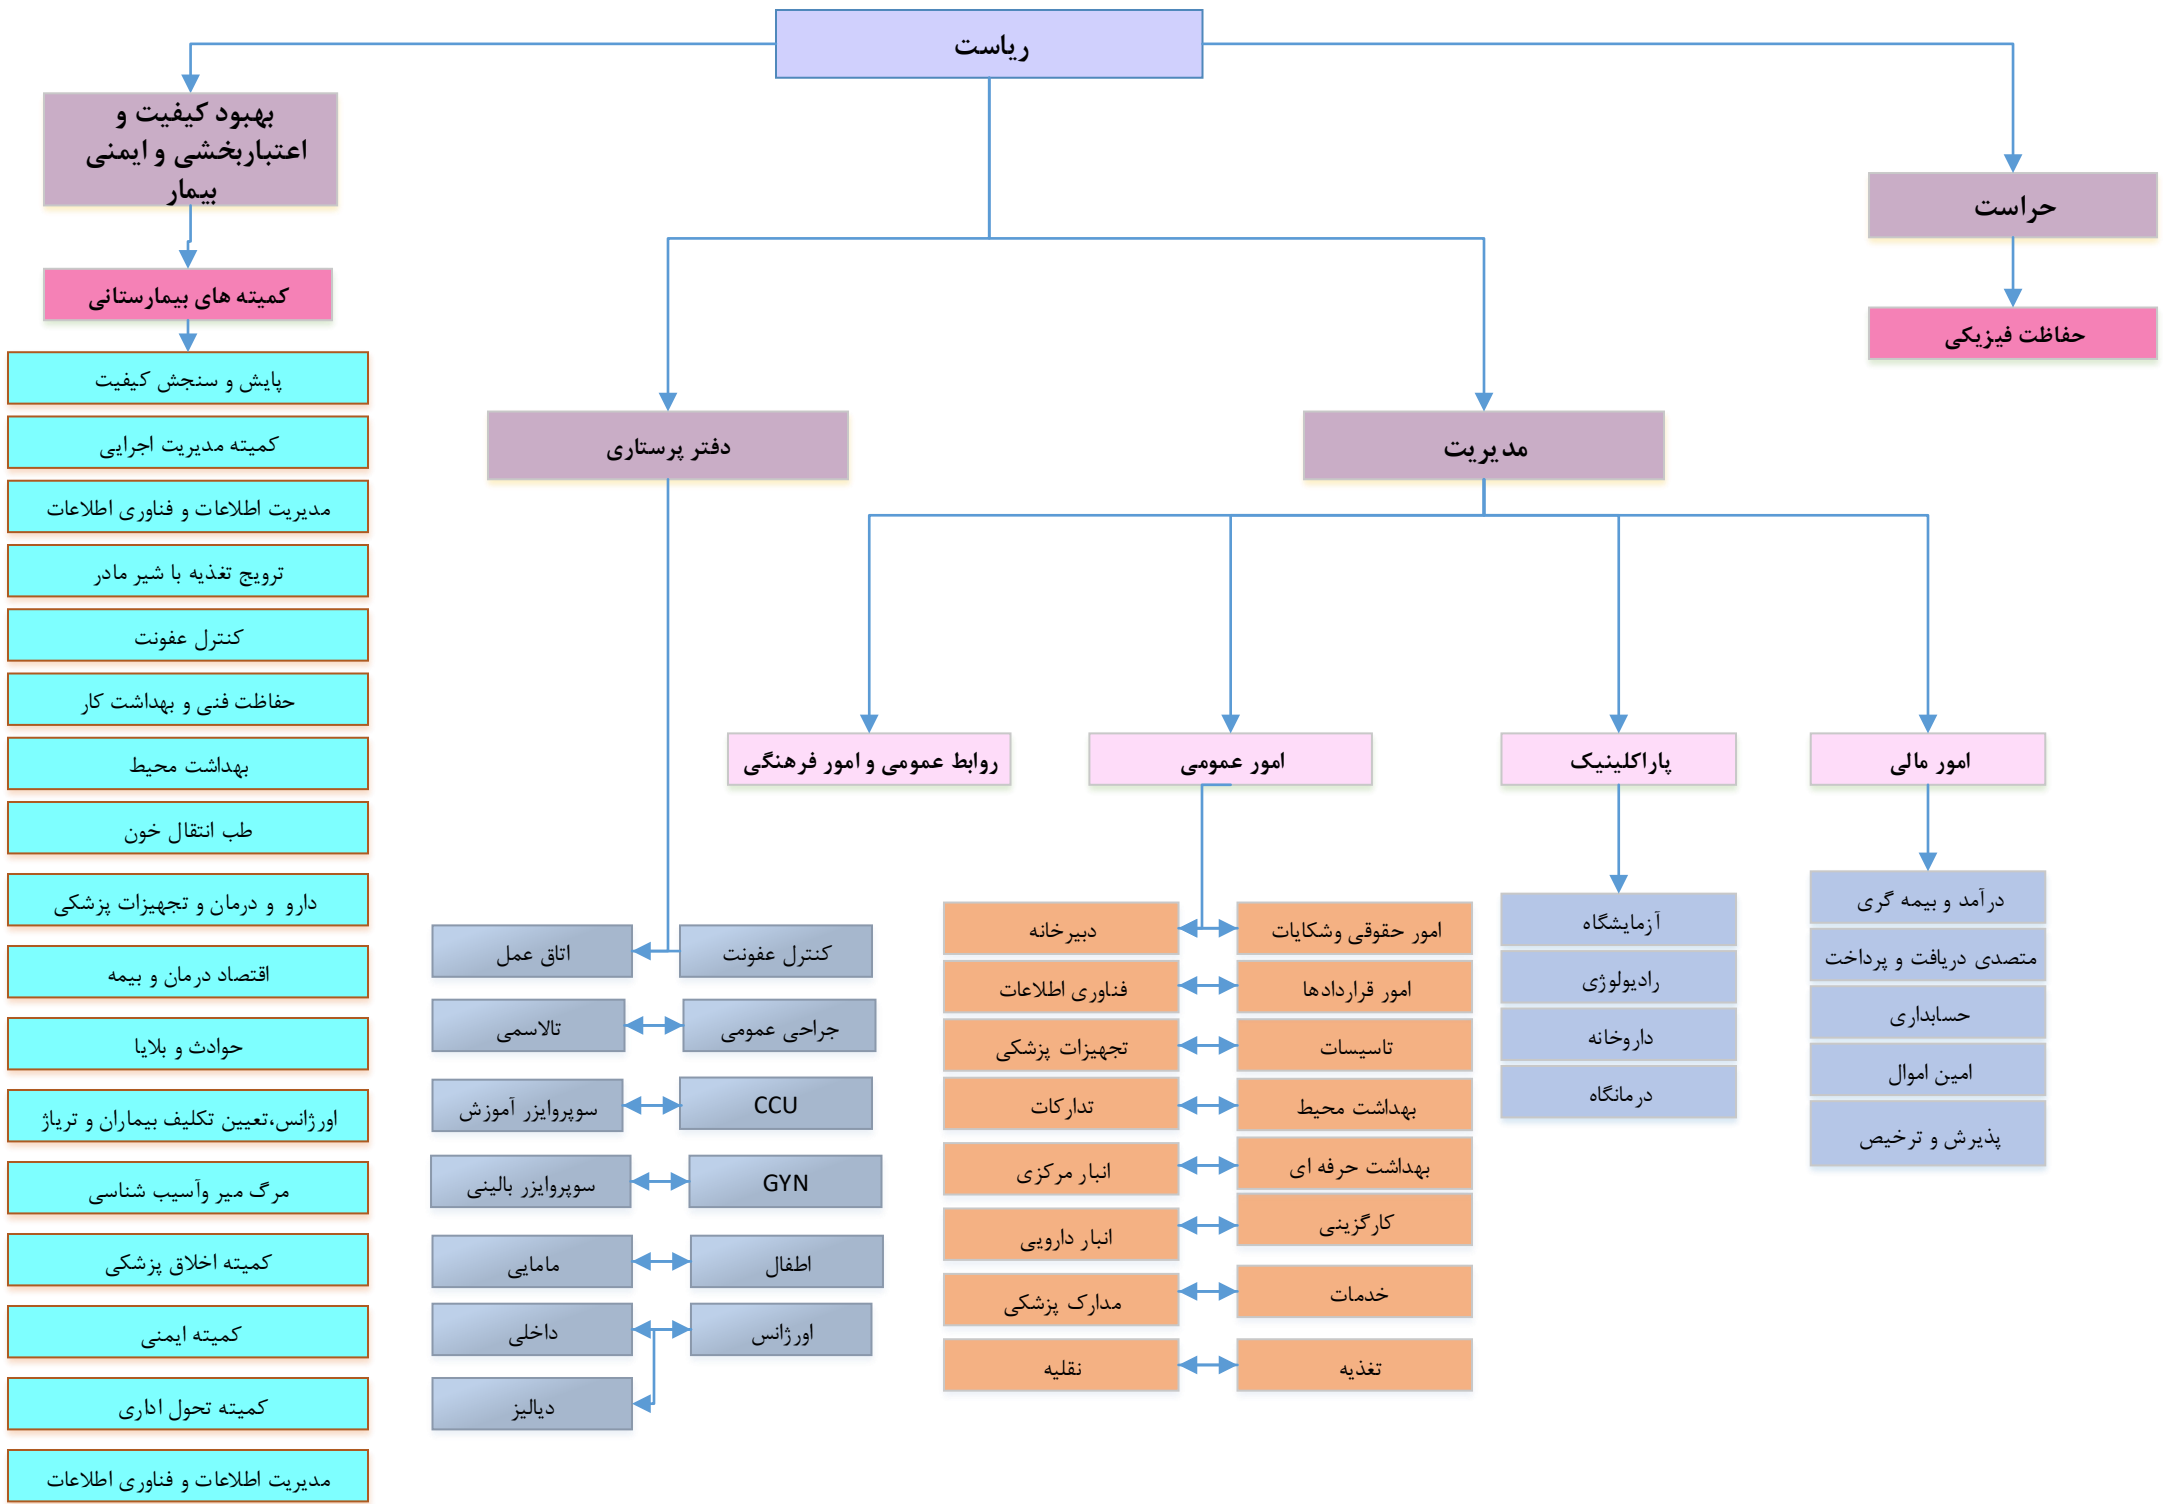 ریاست
بهبود کیفیت و
اعتباربخشی و ایمنی
بیمار
حراست
کمیته های بیمارستانی
حفاظت فیزیکی
دفتر پرستاری
مدیریت
پایش و سنجش کیفیت
کمیته مدیریت اجرایی
مدیریت اطلاعات و فناوری اطلاعات
ترویج تغذیه با شیر مادر
کنترل عفونت
حفاظت فنی و بهداشت کار
بهداشت محیط
طب انتقال خون
دارو و درمان و تجهیزات پزشکی
اقتصاد درمان و بیمه
حوادث و بلایا
اورژانس،تعیین تکلیف بیماران و تریاژ
مرگ میر وآسیب شناسی
کمیته اخلاق پزشکی
کمیته ایمنی
کمیته تحول اداری
مدیریت اطلاعات و فناوری اطلاعات
روابط عمومی و امور فرهنگی
امور عمومی
پاراکلینیک
امور مالی
کنترل عفونت
اتاق عمل
جراحی عمومی
تالاسمی
CCU
سوپروایزر آموزش
GYN
سوپروایزر بالینی
اطفال
مامایی
اورژانس
داخلی
دیالیز
امور حقوقی وشکایات
دبیرخانه
امور قراردادها
فناوری اطلاعات
تاسیسات
تجهیزات پزشکی
بهداشت محیط
تدارکات
بهداشت حرفه ای
انبار مرکزی
کارگزینی
انبار دارویی
خدمات
مدارک پزشکی
تغذیه
نقلیه
آزمایشگاه
رادیولوژی
داروخانه
درمانگاه
درآمد و بیمه گری
متصدی دریافت و پرداخت
حسابداری
امین اموال
پذیرش و ترخیص